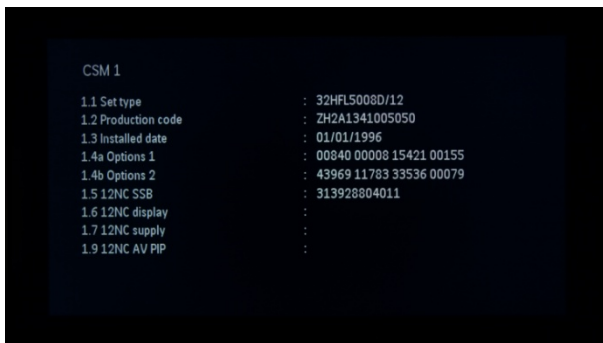 CSM 1
1.1 Set type : 32HFL5008D/12
1.2 Production code : ZH2A1341005050
1.3 Installed date : 01/01/1996
1.4a Options 1 : 00840 00008 15421 00155
1.4b Options 2 : 43969 11783 33536 00079
1.5 12NC SSB : 313928804011
1.6 12NC display :
1.7 12NC supply :
1.9 12NC AV PIP :